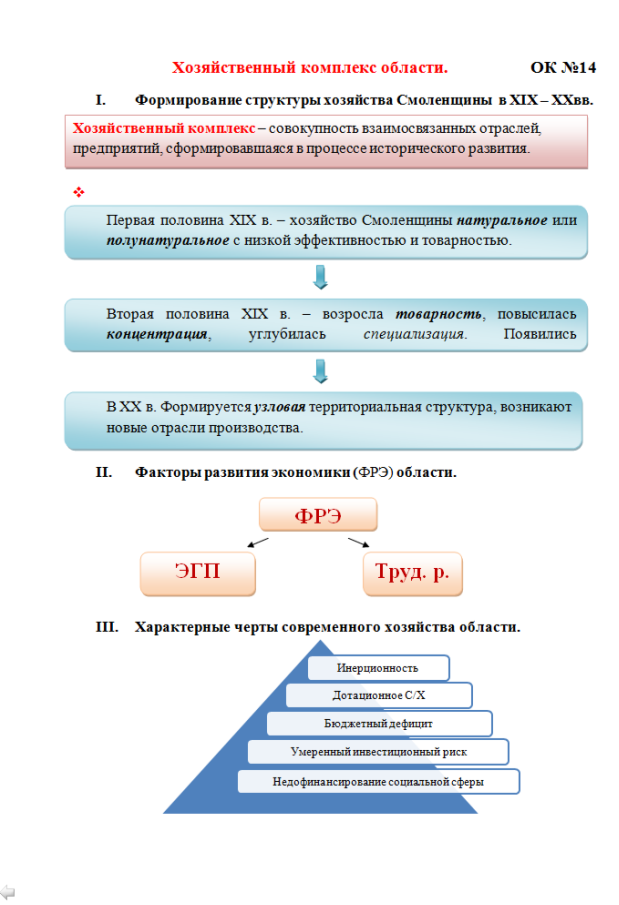 Хозяйственный комплекс области. ОК №14
I. Формирование структуры хозяйства Смоленщины в XIX – XXвв.
Хозяйственный комплекс – совокупность взаимосвязанных отраслей,
предприятий, сформировавшаяся в процессе исторического развития.
Первая половина XIX в. – хозяйство Смоленщины натуральное или
полунатуральное с низкой эффективностью и товарностью.
Вторая половина XIX в. – возросла товарность, повысилась
концентрация, углубилась специализация. Появились
В XX в. Формируется узловая территориальная структура, возникают
новые отрасли производства.
II. Факторы развития экономики (ФРЭ) области.
ФРЭ
ЭГП Труд. р.
III. Характерные черты современного хозяйства области.
Инерционность
Дотационное С/Х
Бюджетный дефицит
Умеренный инвестиционный риск
Недофинансирование социальной сферы